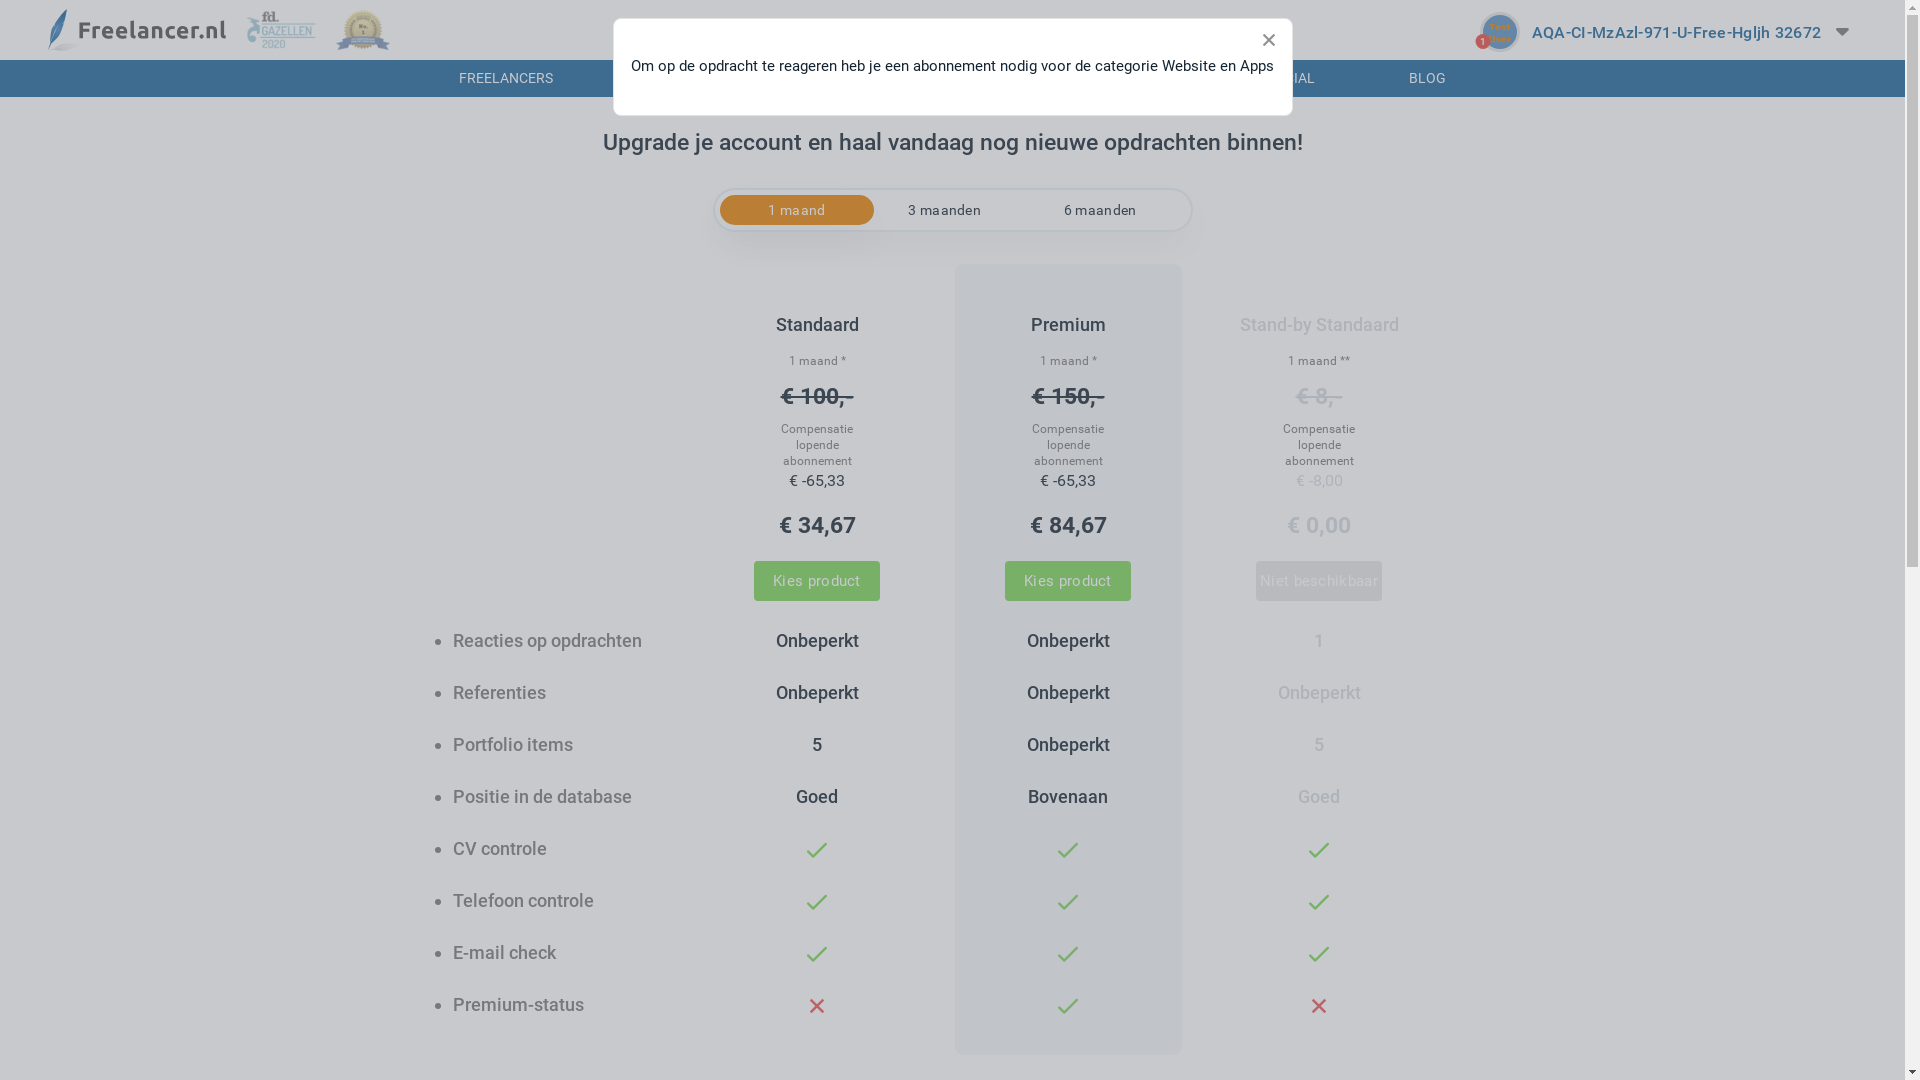 Freelancer.nl
fd.
GAZELLEN
2020
1
AQA-CI-MzAzl-971-U-Free-Hgljh 32672
Om op de opdracht te reageren heb je een abonnement nodig voor de categorie Website en Apps
FREELANCERS
BLOG
Upgrade je account en haal vandaag nog nieuwe opdrachten binnen!
1 maand 3 maanden 6 maanden
Standaard Premium Stand-by Standaard
1 maand * 1 maand * 1 maand **
€ 100,- € 150,- € 8,-
Compensatie Compensatie Compensatie
lopende lopende lopende
abonnement abonnement abonnement
€ -65,33 € -65,33 € -8,00
€ 34,67 € 84,67 € 0,00
Kies product Kies product Niet beschikbaar
Reacties op opdrachten Onbeperkt Onbeperkt 1
Referenties Onbeperkt Onbeperkt Onbeperkt
Portfolio items 5 Onbeperkt 5
Positie in de database Goed Bovenaan Goed
CV controle
Telefoon controle
E-mail check
Premium-status